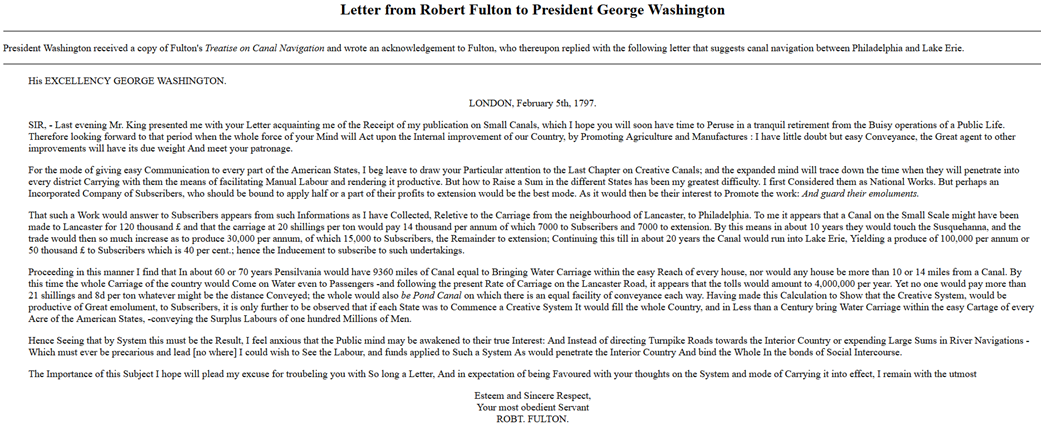 Letter from Robert Fulton to President George Washington
President Washington received a copy of Fulton's Treatise on Canal Navigation and wrote an acknowledgement to Fulton, who thereupon replied with the following letter that suggests canal navigation between Philadelphia and Lake Erie.
His EXCELLENCY GEORGE WASHINGTON.
LONDON, February 5th, 1797.
SIR, - Last evening Mr. King presented me with your Letter acquainting me of the Receipt of my publication on Small Canals, which I hope you will soon have time to Peruse in a tranquil retirement from the Buisy operations of a Public Life.
Therefore looking forward to that period when the whole force of your Mind will Act upon the Internal improvement of our Country, by Promoting Agriculture and Manufactures : I have little doubt but easy Conveyance, the Great agent to other
improvements will have its due weight And meet your patronage.
For the mode of giving easy Communication to every part of the American States, I beg leave to draw your Particular attention to the Last Chapter on Creative Canals; and the expanded mind will trace down the time when they will penetrate into
every district Carrying with them the means of facilitating Manual Labour and rendering it productive. But how to Raise a Sum in the different States has been my greatest difficulty. I first Considered them as National Works. But perhaps an
Incorporated Company of Subscribers, who should be bound to apply half or a part of their profits to extension would be the best mode. As it would then be their interest to Promote the work: And guard their emoluments.
That such a Work would answer to Subscribers appears from such Informations as I have Collected, Reletive to the Carriage from the neighbourhood of Lancaster, to Philadelphia. To me it appears that a Canal on the Small Scale might have been
made to Lancaster for 120 thousand £ and that the carriage at 20 shillings per ton would pay 14 thousand per annum of which 7000 to Subscribers and 7000 to extension. By this means in about 10 years they would touch the Susquehanna, and the
trade would then so much increase as to produce 30,000 per annum, of which 15,000 to Subscribers, the Remainder to extension; Continuing this till in about 20 years the Canal would run into Lake Erie, Yielding a produce of 100,000 per annum or
50 thousand £ to Subscribers which is 40 per cent.; hence the Inducement to subscribe to such undertakings.
Proceeding in this manner I find that In about 60 or 70 years Pensilvania would have 9360 miles of Canal equal to Bringing Water Carriage within the easy Reach of every house, nor would any house be more than 10 or 14 miles from a Canal. By
this time the whole Carriage of the country would Come on Water even to Passengers -and following the present Rate of Carriage on the Lancaster Road, it appears that the tolls would amount to 4,000,000 per year. Yet no one would pay more than
21 shillings and 8d per ton whatever might be the distance Conveyed; the whole would also be Pond Canal on which there is an equal facility of conveyance each way. Having made this Calculation to Show that the Creative System, would be
productive of Great emolument, to Subscribers, it is only further to be observed that if each State was to Commence a Creative System It would fill the whole Country, and in Less than a Century bring Water Carriage within the easy Cartage of every
Acre of the American States, -conveying the Surplus Labours of one hundred Millions of Men.
Hence Seeing that by System this must be the Result, I feel anxious that the Public mind may be awakened to their true Interest: And Instead of directing Turnpike Roads towards the Interior Country or expending Large Sums in River Navigations -
Which must ever be precarious and lead [no where] I could wish to See the Labour, and funds applied to Such a System As would penetrate the Interior Country And bind the Whole In the bonds of Social Intercourse.
The Importance of this Subject I hope will plead my excuse for troubeling you with So long a Letter, And in expectation of being Favoured with your thoughts on the System and mode of Carrying it into effect, I remain with the utmost
Esteem and Sincere Respect,
Your most obedient Servant
ROBT. FULTON.